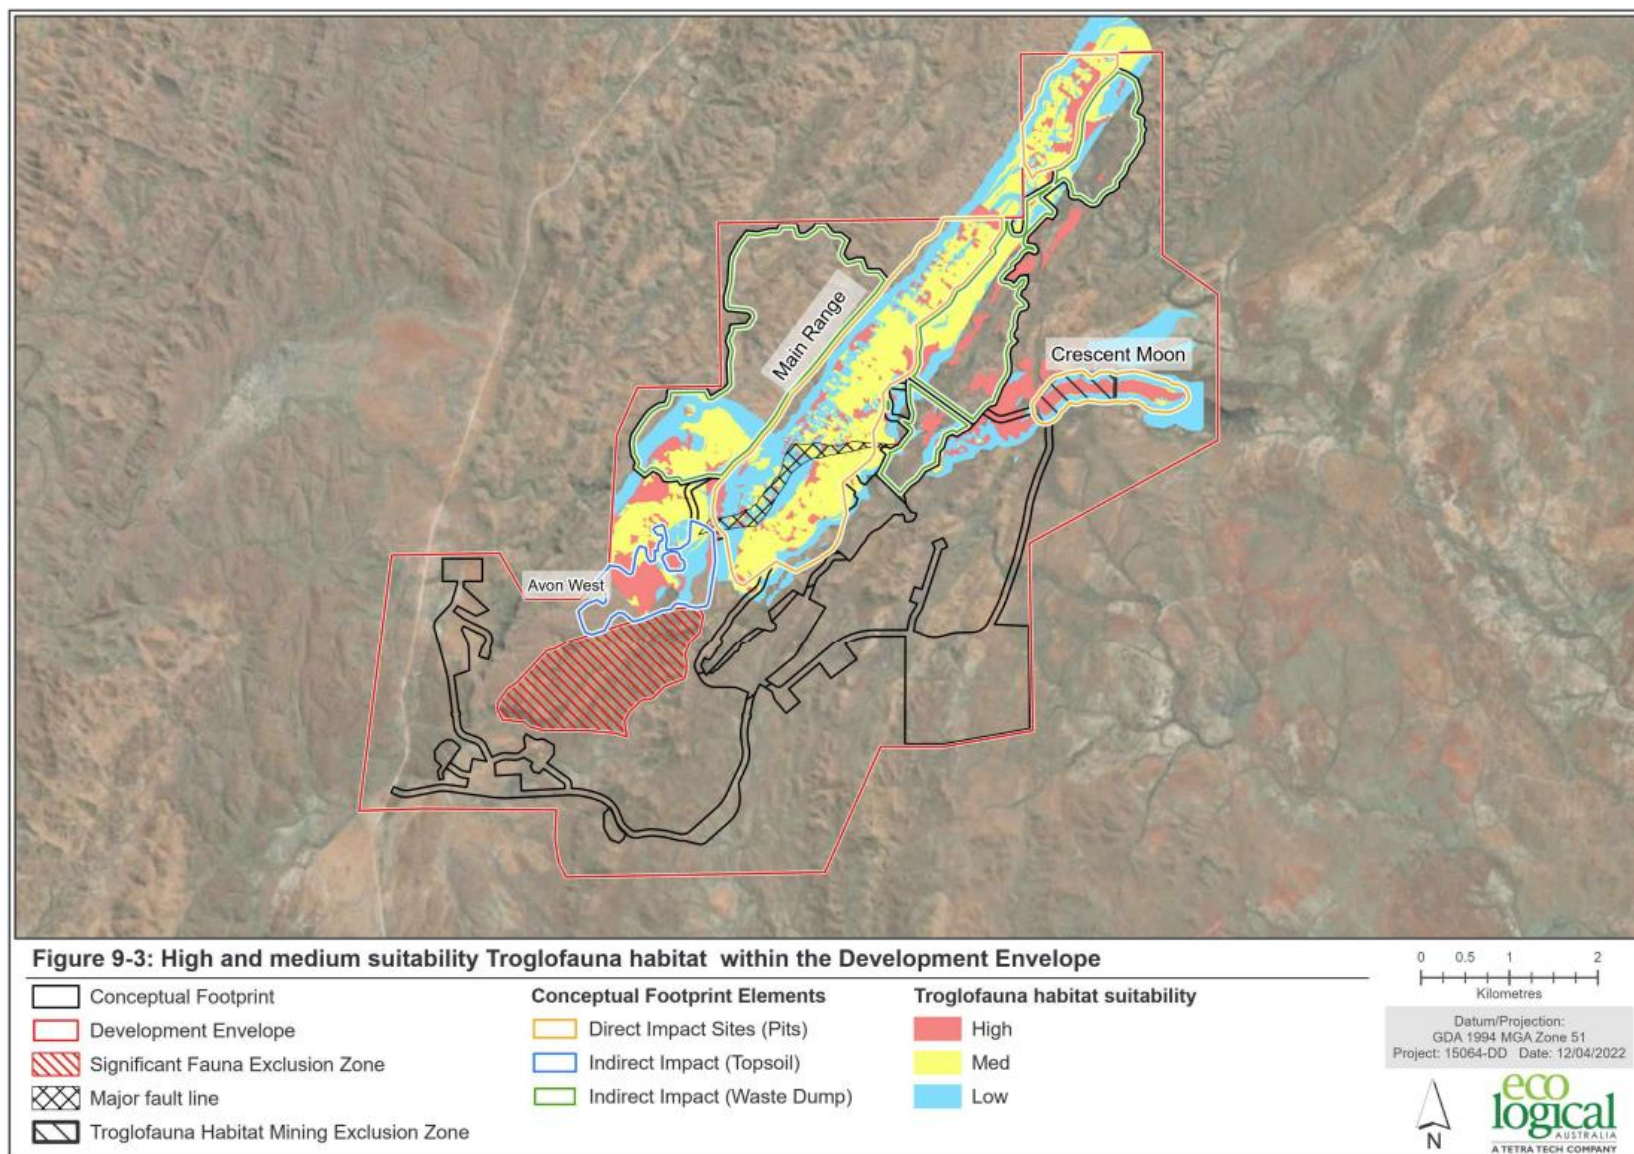 Main Range
Crescent Moon
Avon West
Figure 9-3: High and medium suitability Troglofauna habitat within the Development Envelope
Conceptual Footprint
Development Envelope
Significant Fauna Exclusion Zone
Major fault line
Troglofauna Habitat Mining Exclusion Zone
Conceptual Footprint Elements
Direct Impact Sites (Pits)
Indirect Impact (Topsoil)
Indirect Impact (Waste Dump)
Troglofauna habitat suitability
High
Med
Low
0 0.5 1 2
Kilometres
Datum/Projection:
GDA 1994 MGA Zone 51
Project: 15064-DD Date: 12/04/2022
N
eco
logical
AUSTRALIA
A TETRA TECH COMPANY